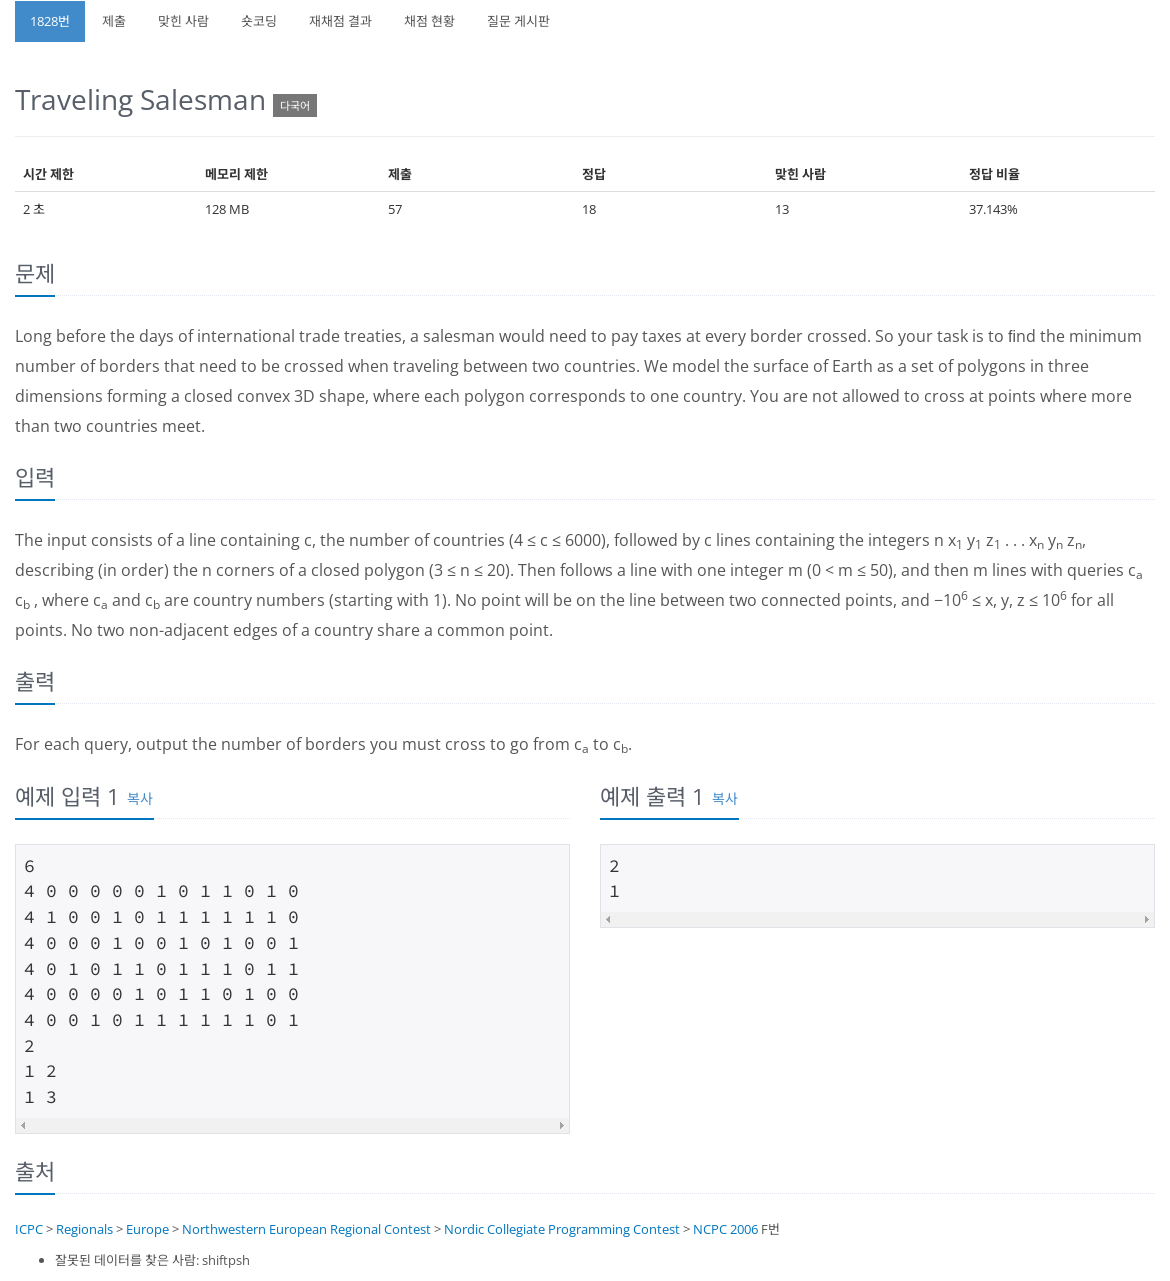 1828번 제출 맞힌 사람 숏코딩 재채점 결과 채점 현황 질문 게시판
Traveling Salesman 다국어
시간 제한 메모리 제한 제출 정답 맞힌 사람 정답 비율
2 초 128 MB 57 18 13 37.143%
문제
Long before the days of international trade treaties, a salesman would need to pay taxes at every border crossed. So your task is to find the minimum
number of borders that need to be crossed when traveling between two countries. We model the surface of Earth as a set of polygons in three
dimensions forming a closed convex 3D shape, where each polygon corresponds to one country. You are not allowed to cross at points where more
than two countries meet.
입력
The input consists of a line containing c, the number of countries (4 ≤ c ≤ 6000), followed by c lines containing the integers n x1 y1 z1 . . . xn yn zn,
describing (in order) the n corners of a closed polygon (3 ≤ n ≤ 20). Then follows a line with one integer m (0 < m ≤ 50), and then m lines with queries ca
cb , where ca and cb are country numbers (starting with 1). No point will be on the line between two connected points, and −10^6 ≤ x, y, z ≤ 10^6 for all
points. No two non-adjacent edges of a country share a common point.
출력
For each query, output the number of borders you must cross to go from ca to cb.
예제 입력 1 복사
6
4 0 0 0 0 0 1 0 1 1 0 1 0
4 1 0 0 1 0 1 1 1 1 1 1 0
4 0 0 0 1 0 0 1 0 1 0 0 1
4 0 1 0 1 1 0 1 1 1 0 1 1
4 0 0 0 0 1 0 1 1 0 1 0 0
4 0 0 1 0 1 1 1 1 1 1 0 1
2
1 2
1 3
예제 출력 1 복사
2
1
출처
ICPC > Regionals > Europe > Northwestern European Regional Contest > Nordic Collegiate Programming Contest > NCPC 2006 F번
잘못된 데이터를 찾은 사람: shiftpsh